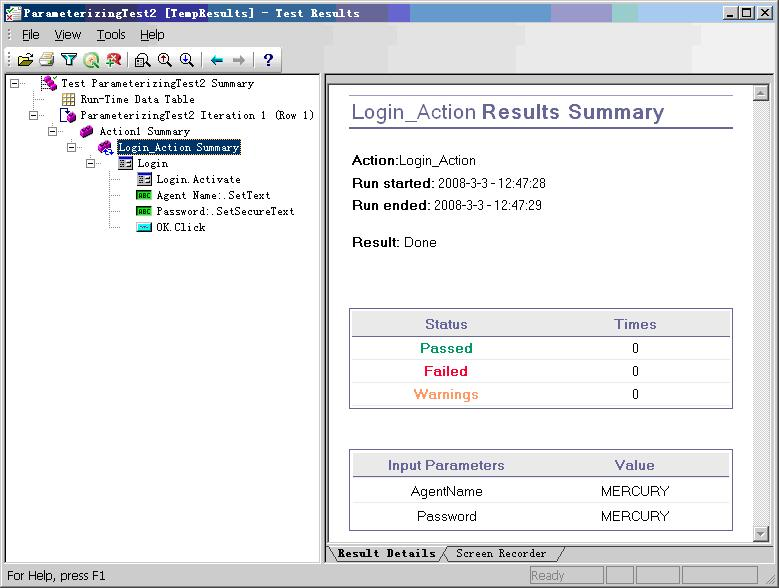 ParameterizingTest2 [TempResults] - Test Results
File View Tools Help
Test ParameterizingTest2 Summary
Run-Time Data Table
ParameterizingTest2 Iteration 1 (Row 1)
Action1 Summary
Login_Action Summary
Login
Login.Activate
ABC Agent Name:.SetText
ABC Password:.SetSecureText
OK.Click
Login_Action Results Summary
Action:Login_Action
Run started: 2008-3-3 - 12:47:28
Run ended: 2008-3-3 - 12:47:29
Result: Done
Status Times
Passed 0
Failed 0
Warnings 0
Input Parameters Value
AgentName MERCURY
Password MERCURY
Result Details Screen Recorder
For Help, press F1 Ready